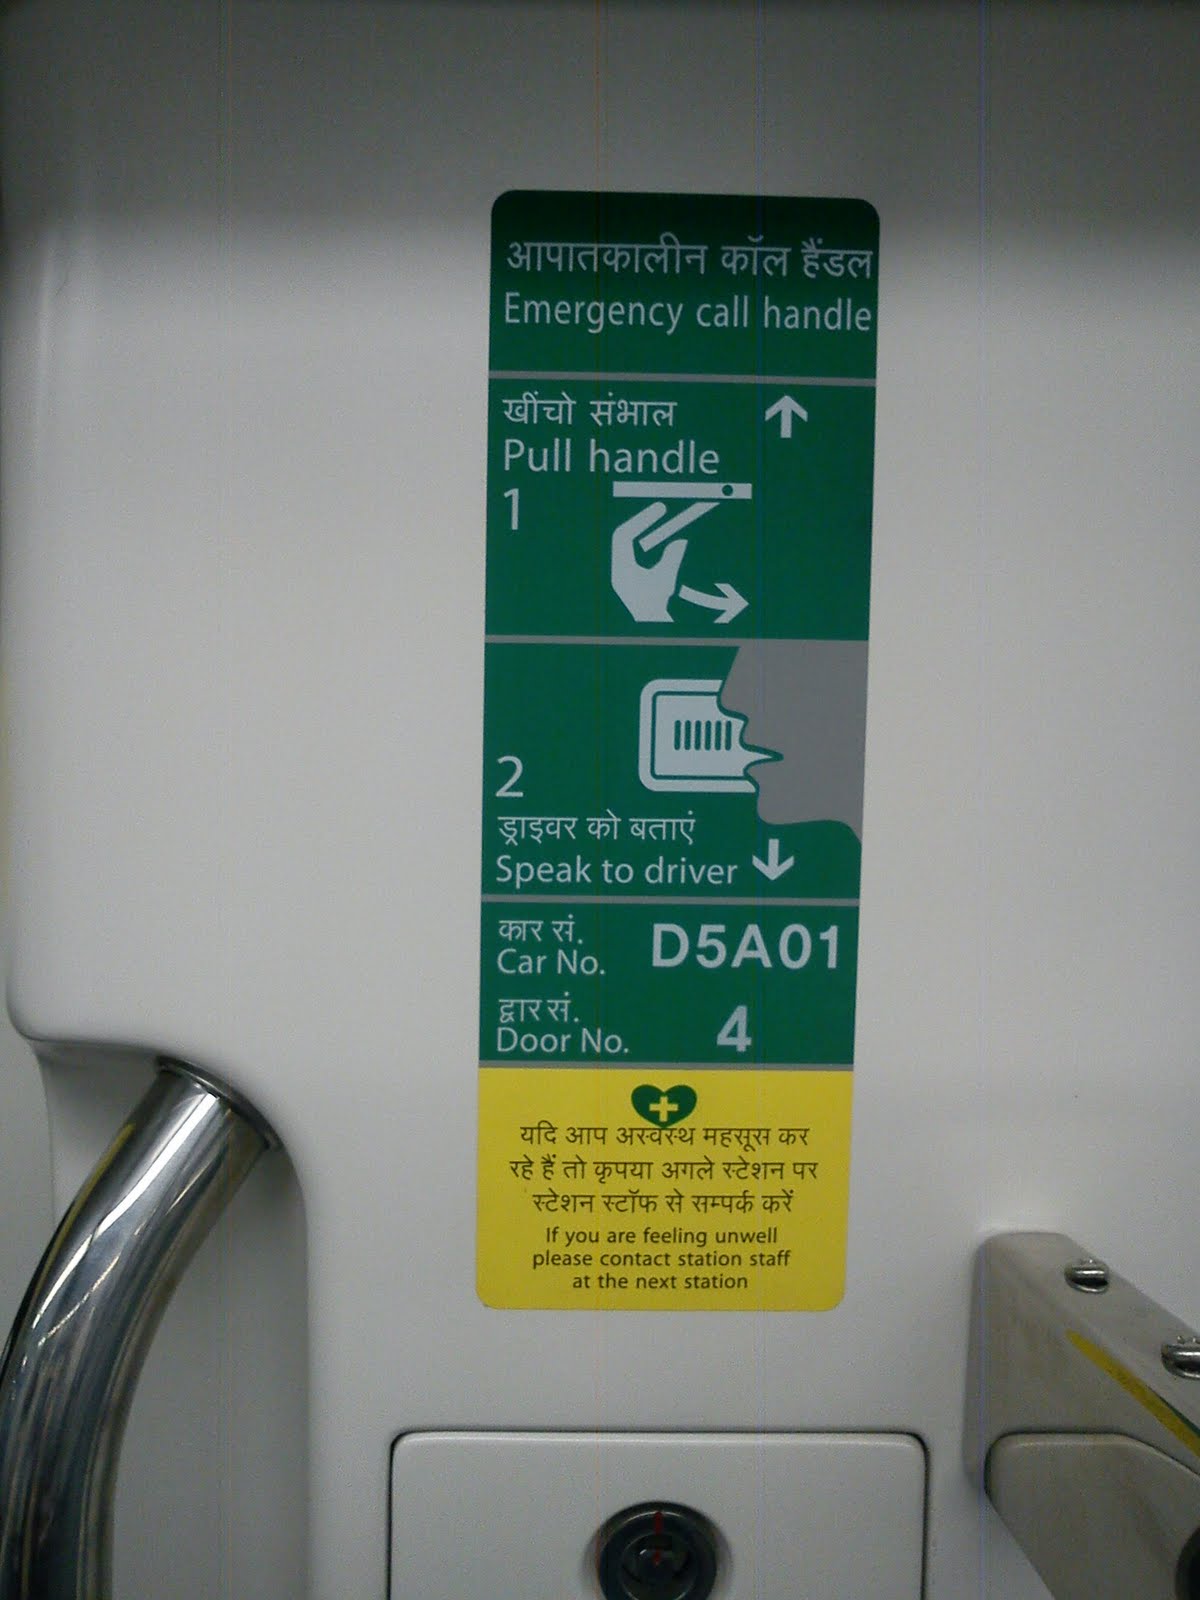 आपातकालीन कॉल हैंडल
Emergency call handle
खींचो संभाल
Pull handle
1
2
ड्राइवर को बताएं
Speak to driver
कार सं.
Car No. D5A01
द्वार सं.
Door No. 4
यदि आप अस्वस्थ महसूस कर
रहे हैं तो कृपया अगले स्टेशन पर
स्टेशन स्टॉफ से सम्पर्क करें
If you are feeling unwell
please contact station staff
at the next station